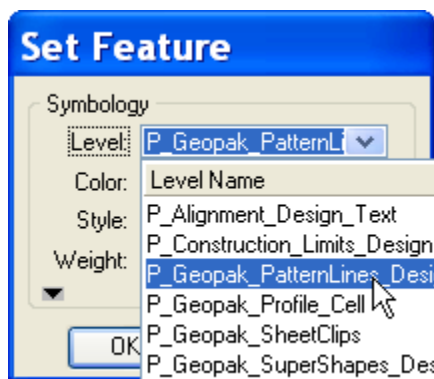 Set Feature
Symbology
Level: P_Geopak_PatternLi
Color: Level Name
Style: P_Alignment_Design_Text
P_Construction_Limits_Design
Weight: P_Geopak_PatternLines_Desi
P_Geopak_Profile_Cell
P_Geopak_SheetClips
OK P_Geopak_SuperShapes_Des